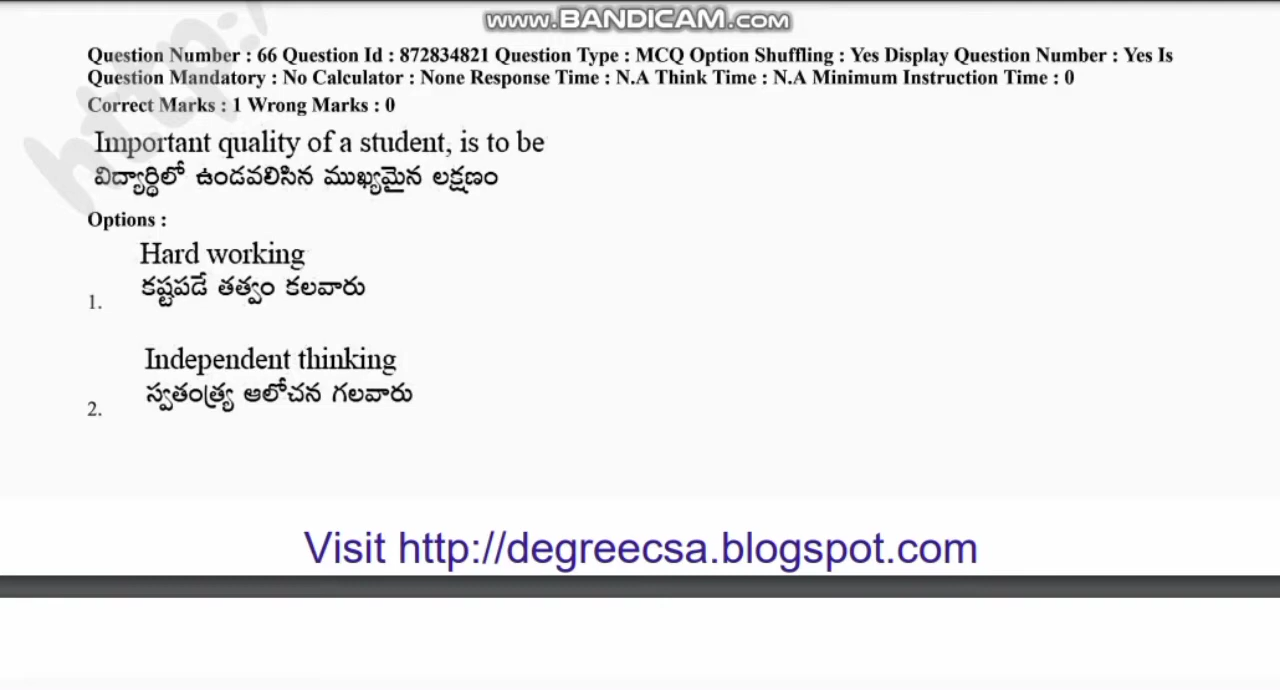 www.BANDICAM.com
http:/
Question Number : 66 Question Id : 872834821 Question Type : MCQ Option Shuffling : Yes Display Question Number : Yes Is
Question Mandatory : No Calculator : None Response Time : N.A Think Time : N.A Minimum Instruction Time : 0
Correct Marks : 1 Wrong Marks : 0
Important quality of a student, is to be
విద్యార్థిలో ఉండవలిసిన ముఖ్యమైన లక్షణం
Options :
Hard working
కష్టపడే తత్వం కలవారు
1.
Independent thinking
స్వతంత్ర్య ఆలోచన గలవారు
2.
Visit http://degreecsa.blogspot.com